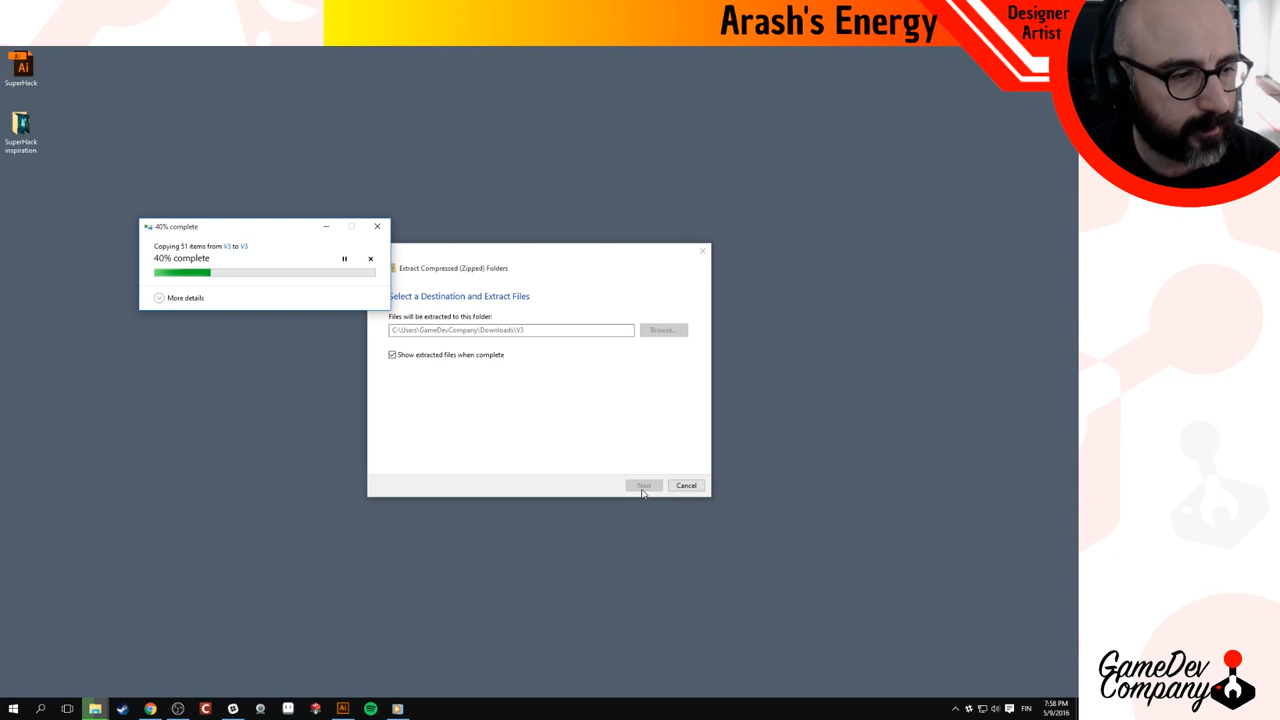 Arash's Energy
Designer
Artist
Ai
SuperHack
SuperHack
inspiration
40% complete
Copying 51 items from V3 to V3
40% complete
More details
Extract Compressed (Zipped) Folders
Select a Destination and Extract Files
Files will be extracted to this folder:
C:\Users\GameDevCompany\Downloads\V3
Browse...
Show extracted files when complete
Next
Cancel
GameDev
Company
Ai
FIN
7:58 PM
5/9/2016